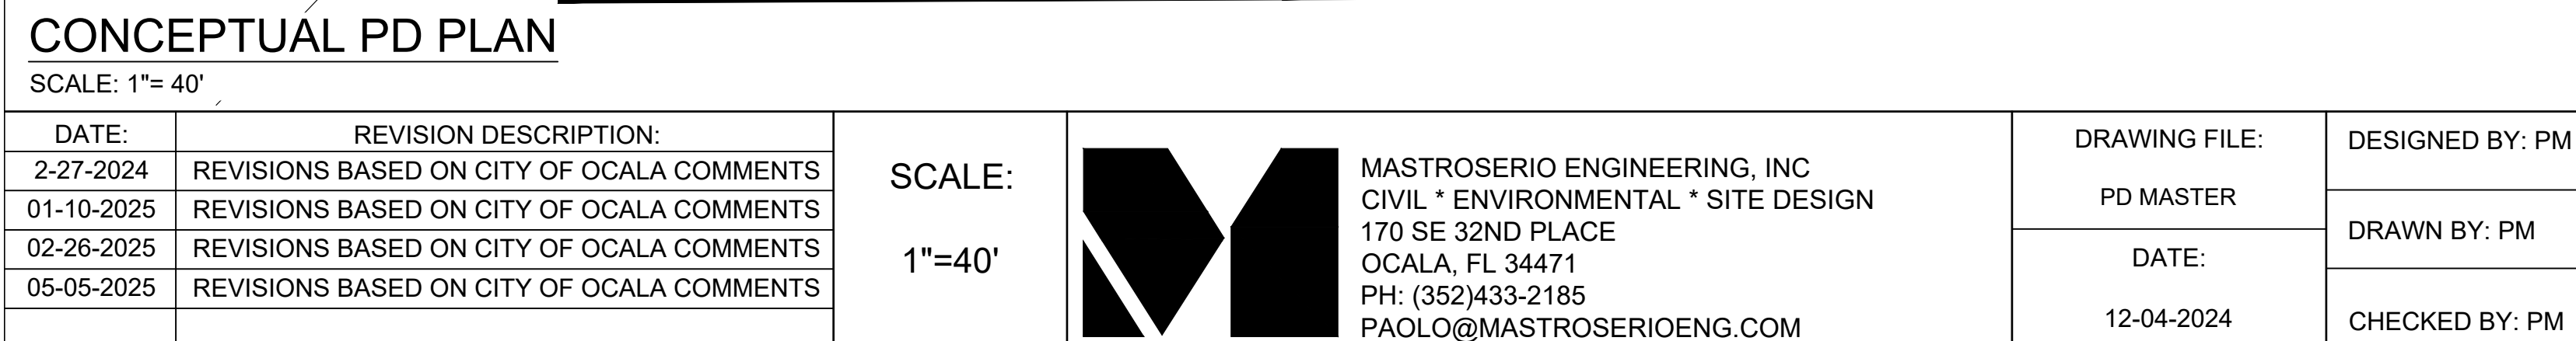 CONCEPTUAL PD PLAN
SCALE: 1"= 40'
DATE: REVISION DESCRIPTION:
2-27-2024 REVISIONS BASED ON CITY OF OCALA COMMENTS
01-10-2025 REVISIONS BASED ON CITY OF OCALA COMMENTS
02-26-2025 REVISIONS BASED ON CITY OF OCALA COMMENTS
05-05-2025 REVISIONS BASED ON CITY OF OCALA COMMENTS
SCALE:
1"=40'
MASTROSERIO ENGINEERING, INC
CIVIL * ENVIRONMENTAL * SITE DESIGN
170 SE 32ND PLACE
OCALA, FL 34471
PH: (352)433-2185
PAOLO@MASTROSERIOENG.COM
DRAWING FILE:
PD MASTER
DATE:
12-04-2024
DESIGNED BY: PM
DRAWN BY: PM
CHECKED BY: PM